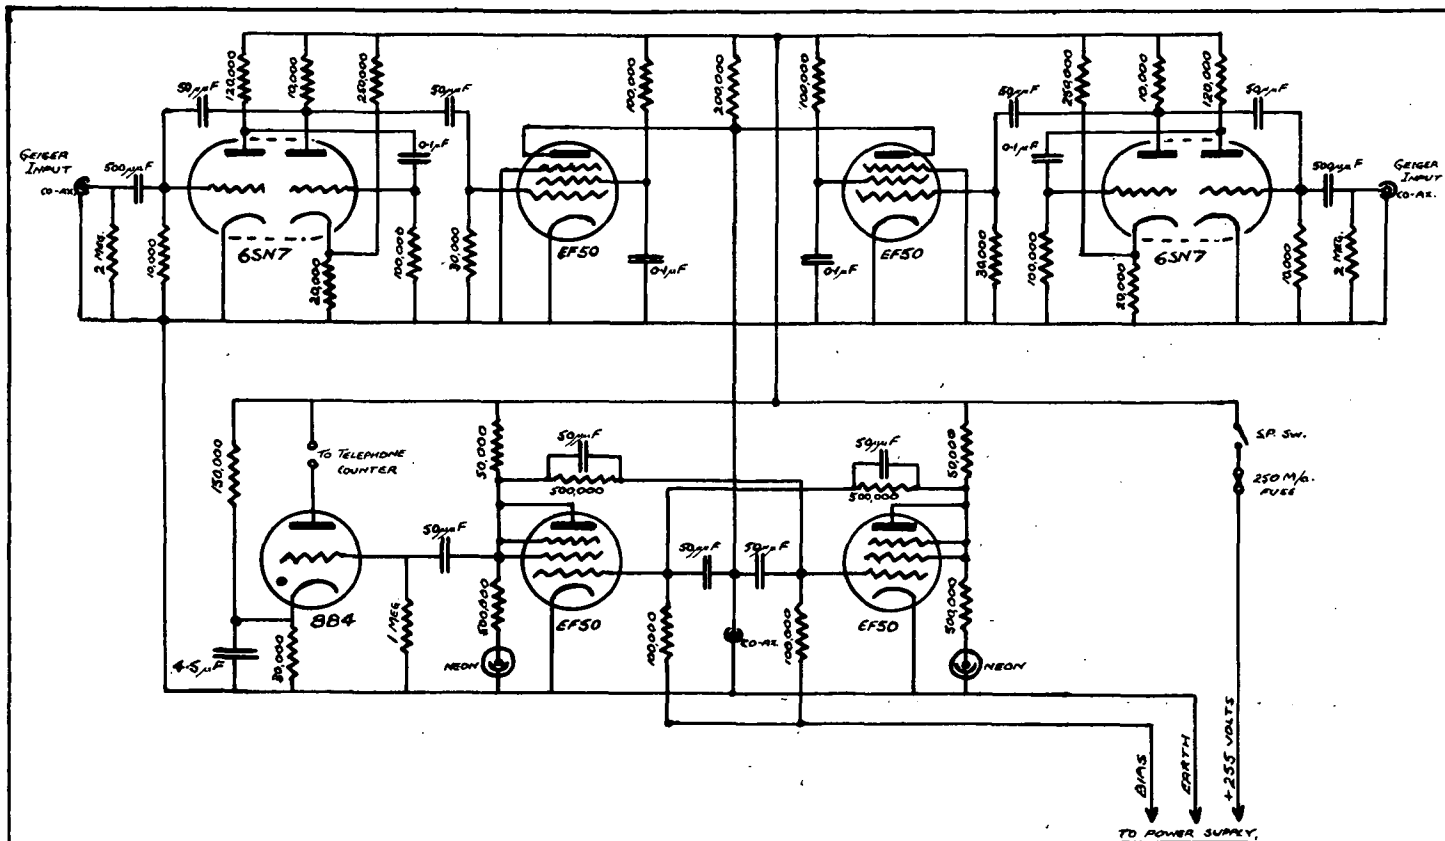 120,000
10,000
250,000
50μμF
50μμF
100,000
200,000
100,000
50μμF
250,000
10,000
120,000
50μμF
GEIGER
INPUT
CO-AX.
500μμF
0·1μF
0·1μF
500μμF
GEIGER
INPUT
CO-AX.
2 MEG.
10,000
6SN7
20,000
100,000
30,000
EF50
0·1μF
0·1μF
EF50
30,000
100,000
20,000
6SN7
10,000
2 MEG.
150,000
TO TELEPHONE
COUNTER
50,000
50μμF
500,000
50μμF
500,000
50,000
S.P. SW.
250 M/a.
FUSE
50μμF
50μμF
50μμF
884
4·5μF
30,000
1 MEG.
500,000
NEON
EF50
100,000
CO-AX.
100,000
EF50
500,000
NEON
BIAS
EARTH
+255 VOLTS
TO POWER SUPPLY.